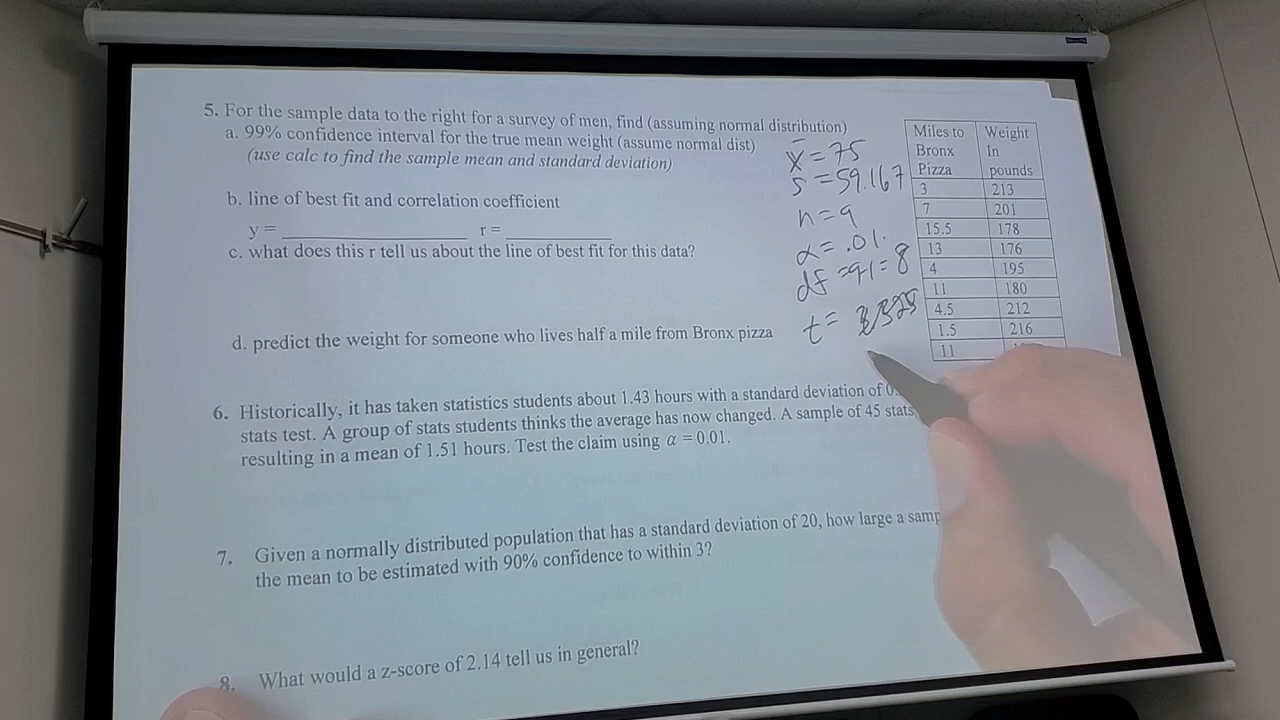 5. For the sample data to the right for a survey of men, find (assuming normal distribution)
a. 99% confidence interval for the true mean weight (assume normal dist)
(use calc to find the sample mean and standard deviation)
b. line of best fit and correlation coefficient
y = ____________________ r = ____________
c. what does this r tell us about the line of best fit for this data?
d. predict the weight for someone who lives half a mile from Bronx pizza
x̄ = 75
s = 59.167
n = 9
α = .01
df = 9-1 = 8
t =
Miles to Bronx Pizza Weight In pounds
3 213
7 201
15.5 178
13 176
4 195
11 180
4.5 212
1.5 216
11
6. Historically, it has taken statistics students about 1.43 hours with a standard deviation of
stats test. A group of stats students thinks the average has now changed. A sample of 45 stats
resulting in a mean of 1.51 hours. Test the claim using α = 0.01.
7. Given a normally distributed population that has a standard deviation of 20, how large a
the mean to be estimated with 90% confidence to within 3?
8. What would a z-score of 2.14 tell us in general?